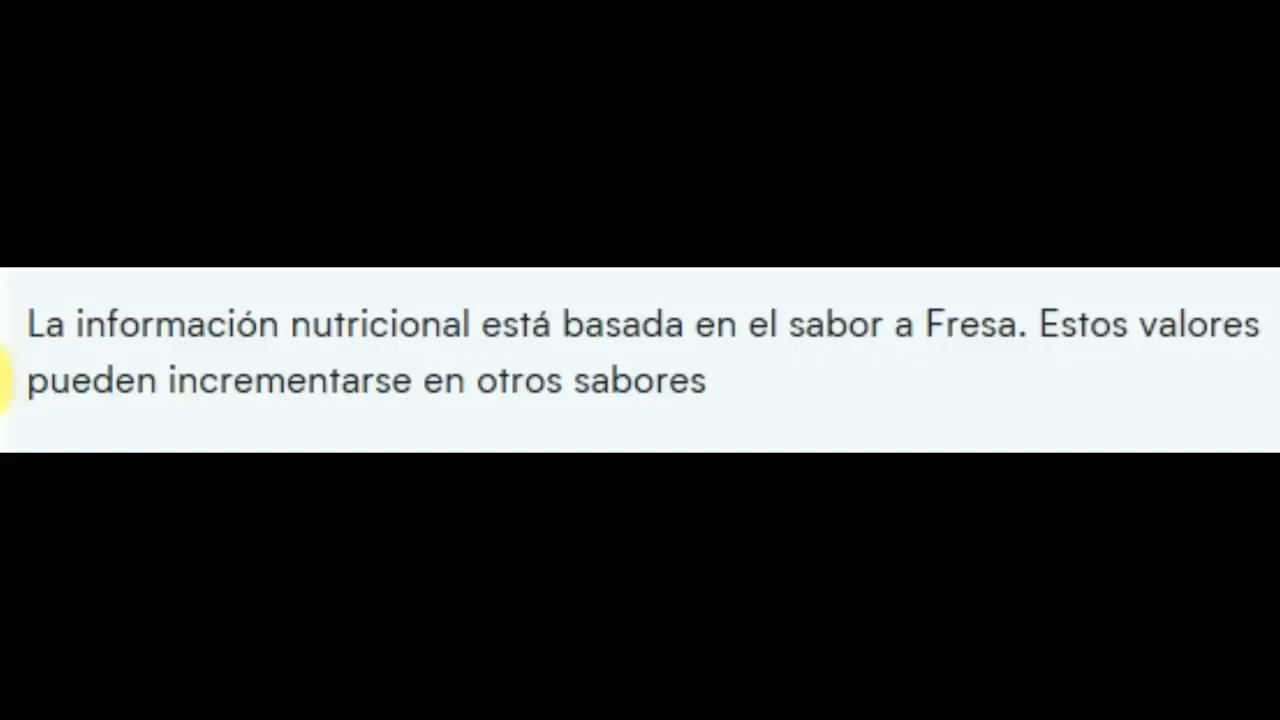 La información nutricional está basada en el sabor a Fresa. Estos valores
pueden incrementarse en otros sabores